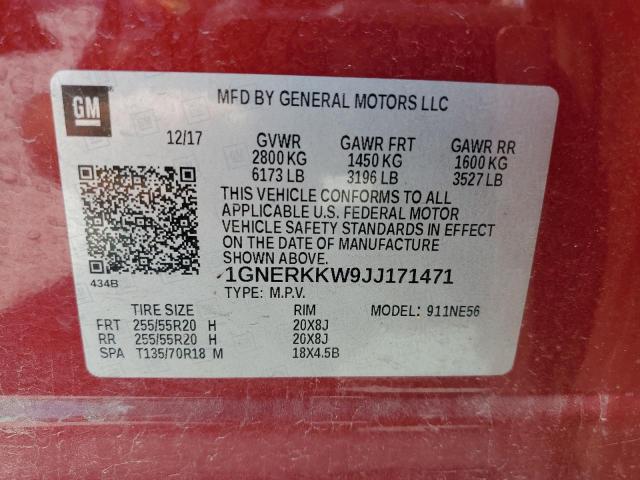 GM
MFD BY GENERAL MOTORS LLC
12/17 GVWR GAWR FRT GAWR RR
2800 KG 1450 KG 1600 KG
6173 LB 3196 LB 3527 LB
THIS VEHICLE CONFORMS TO ALL
APPLICABLE U.S. FEDERAL MOTOR
VEHICLE SAFETY STANDARDS IN EFFECT
ON THE DATE OF MANUFACTURE
SHOWN ABOVE.
434B
1GNERKKW9JJ171471
TYPE: M.P.V.
TIRE SIZE RIM MODEL: 911NE56
FRT 255/55R20 H 20X8J
RR 255/55R20 H 20X8J
SPA T135/70R18 M 18X4.5B